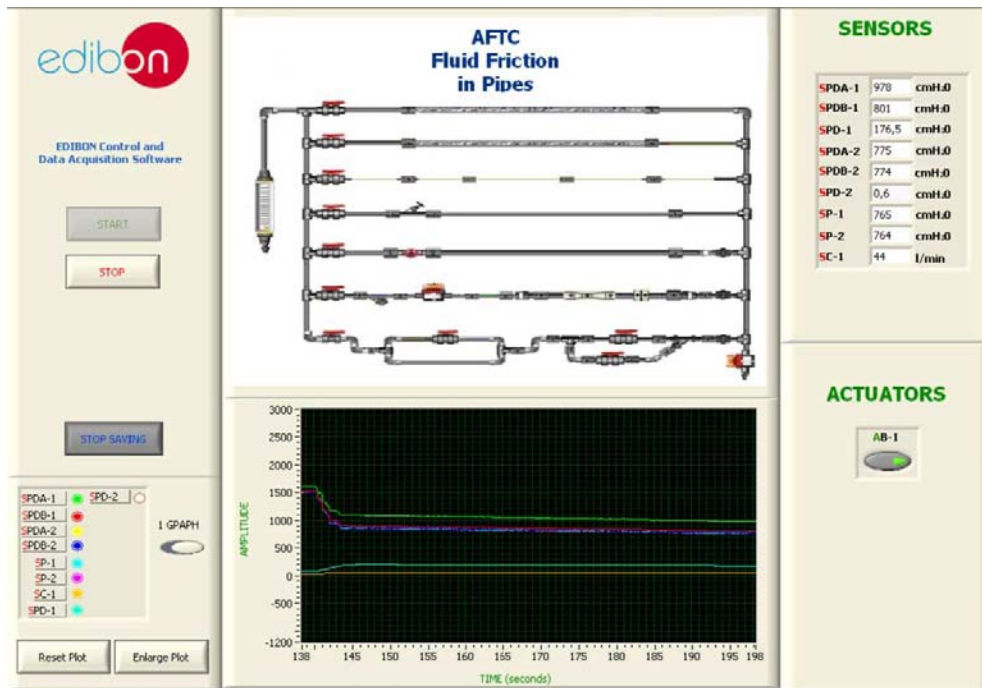 edibon
EDIBON Control and
Data Acquisition Software
START
STOP
STOP SAVING
SPDA-1
SPD-2
SPDB-1
SPDA-2
SPDB-2
SP-1
SP-2
SC-1
SPD-1
1 GPAPH
Reset Plot
Enlarge Plot
AFTC
Fluid Friction
in Pipes
3000
2500
2000
1500
1000
500
0
-500
-1200
AMPLITUDE
138 145 150 155 160 165 170 175 180 185 190 195 198
TIME (seconds)
SENSORS
SPDA-1 978 cmH20
SPDB-1 801 cmH20
SPD-1 176,5 cmH20
SPDA-2 775 cmH20
SPDB-2 774 cmH20
SPD-2 0,6 cmH20
SP-1 765 cmH20
SP-2 764 cmH20
SC-1 44 l/min
ACTUATORS
AB-1